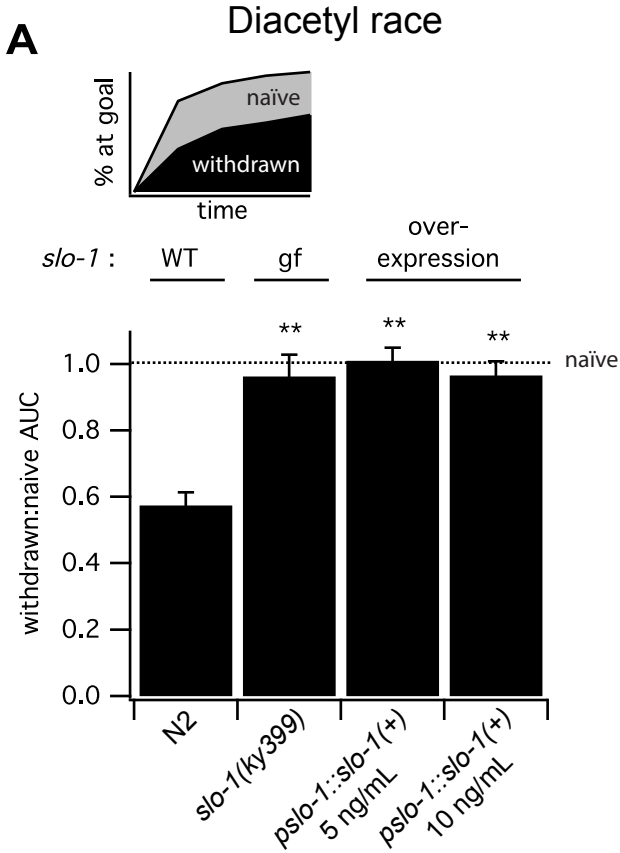 Diacetyl race
A
% at goal
naïve
withdrawn
time
slo-1 :
WT
gf
over-
expression
**
**
**
naïve
withdrawn:naive AUC
1.0
0.8
0.6
0.4
0.2
0.0
N2
slo-1(ky399)
pslo-1::slo-1(+)
5 ng/mL
pslo-1::slo-1(+)
10 ng/mL